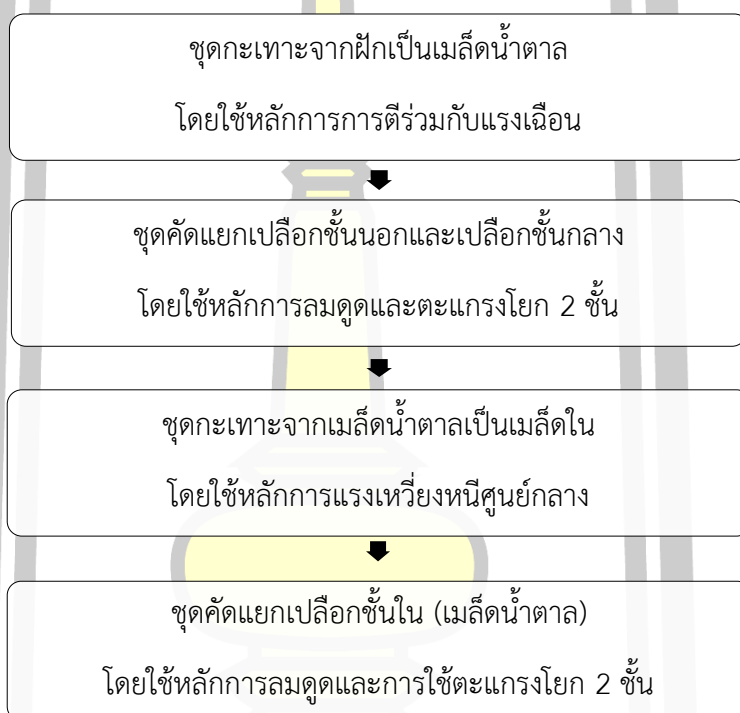 ชุดกะเทาะจากฝักเป็นเมล็ดน้ำตาล
โดยใช้หลักการการตีร่วมกับแรงเฉือน
ชุดคัดแยกเปลือกชั้นนอกและเปลือกชั้นกลาง
โดยใช้หลักการลมดูดและตะแกรงโยก 2 ชั้น
ชุดกะเทาะจากเมล็ดน้ำตาลเป็นเมล็ดใน
โดยใช้หลักการแรงเหวี่ยงหนีศูนย์กลาง
ชุดคัดแยกเปลือกชั้นใน (เมล็ดน้ำตาล)
โดยใช้หลักการลมดูดและการใช้ตะแกรงโยก 2 ชั้น